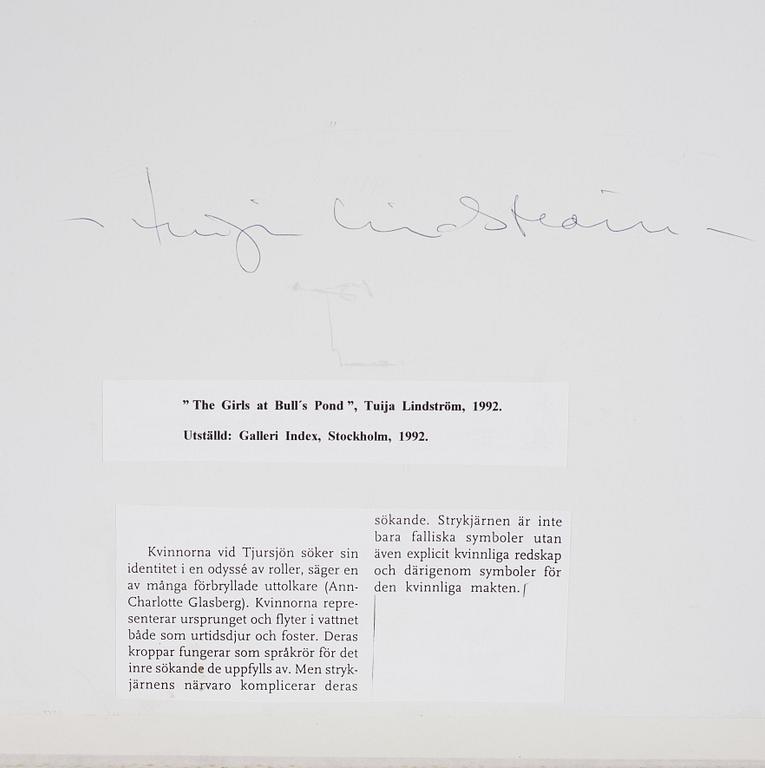 - Tuija Lindström -
” The Girls at Bull´s Pond ”, Tuija Lindström, 1992.
Utställd: Galleri Index, Stockholm, 1992.
Kvinnorna vid Tjursjön söker sin
identitet i en odyssé av roller, säger en
av många förbryllade uttolkare (Ann-
Charlotte Glasberg). Kvinnorna repre-
senterar ursprunget och flyter i vattnet
både som urtidsdjur och foster. Deras
kroppar fungerar som språkrör för det
inre sökande de uppfylls av. Men stryk-
järnens närvaro komplicerar deras
sökande. Strykjärnen är inte
bara falliska symboler utan
även explicit kvinnliga redskap
och därigenom symboler för
den kvinnliga makten.